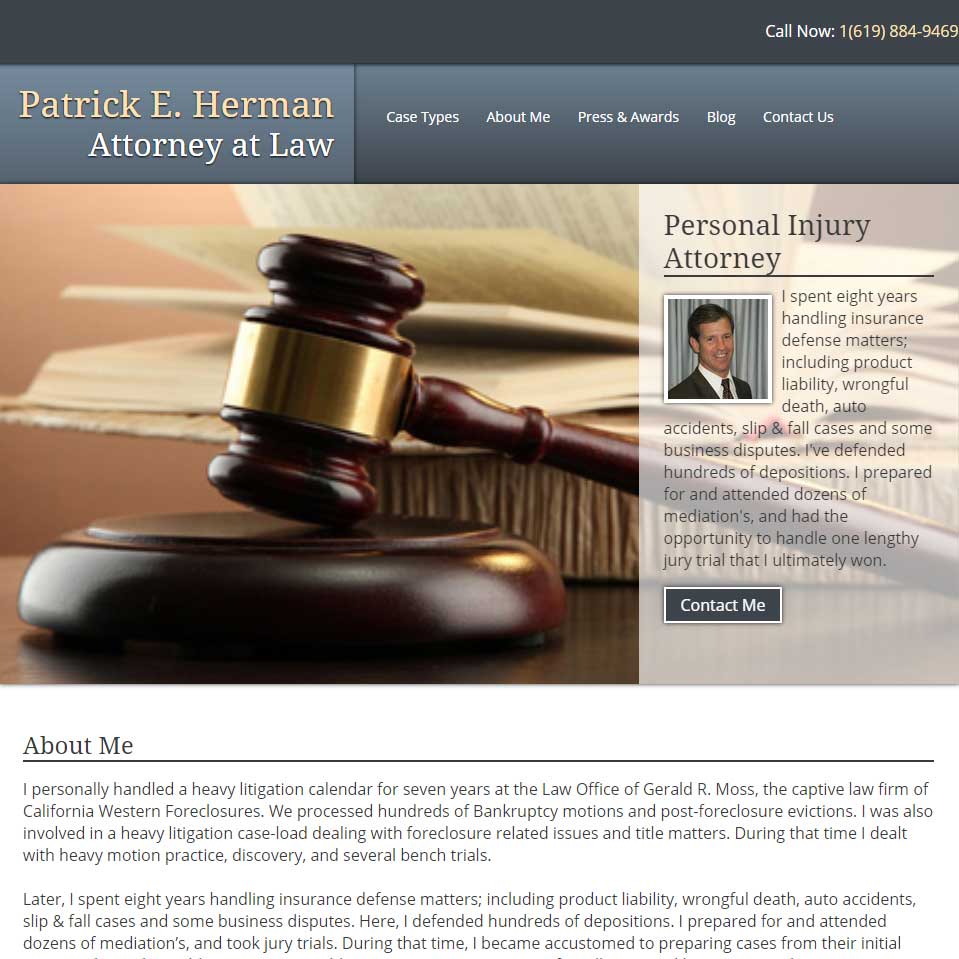 Call Now: 1(619) 884-9469
Patrick E. Herman
Attorney at Law
Case Types About Me Press & Awards Blog Contact Us
Personal Injury
Attorney
I spent eight years
handling insurance
defense matters;
including product
liability, wrongful
death, auto
accidents, slip & fall cases and some
business disputes. I've defended
hundreds of depositions. I prepared
for and attended dozens of
mediation's, and had the
opportunity to handle one lengthy
jury trial that I ultimately won.
Contact Me
About Me
I personally handled a heavy litigation calendar for seven years at the Law Office of Gerald R. Moss, the captive law firm of
California Western Foreclosures. We processed hundreds of Bankruptcy motions and post-foreclosure evictions. I was also
involved in a heavy litigation case-load dealing with foreclosure related issues and title matters. During that time I dealt
with heavy motion practice, discovery, and several bench trials.
Later, I spent eight years handling insurance defense matters; including product liability, wrongful death, auto accidents,
slip & fall cases and some business disputes. Here, I defended hundreds of depositions. I prepared for and attended
dozens of mediation’s, and took jury trials. During that time, I became accustomed to preparing cases from their initial